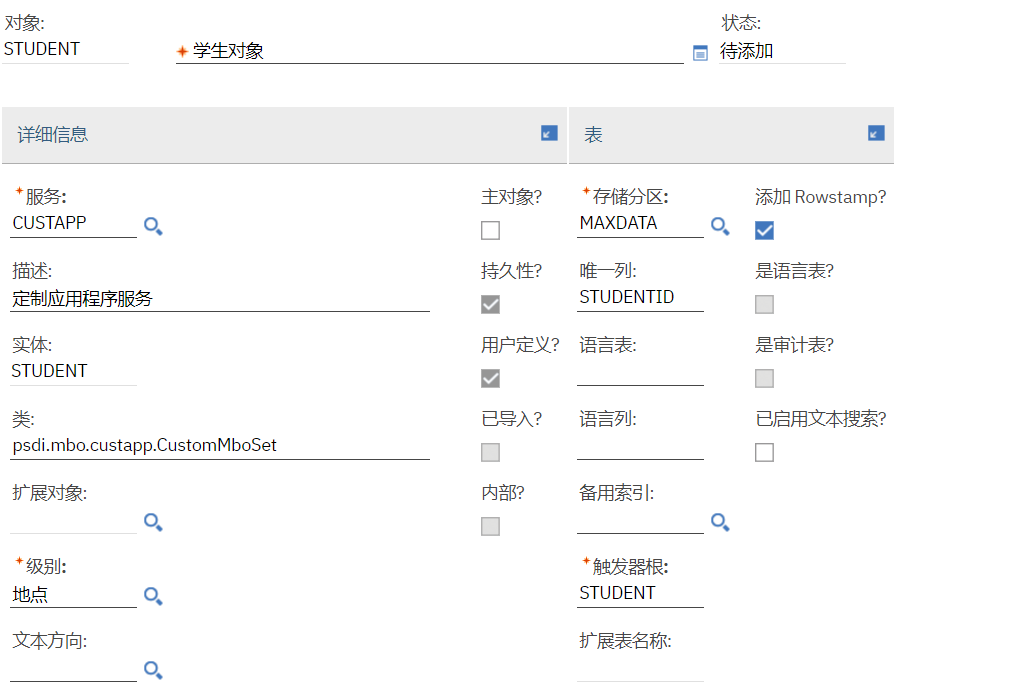 对象: 状态:
STUDENT 学生对象 待添加
详细信息 表
服务: 主对象? 存储分区: 添加 Rowstamp?
CUSTAPP MAXDATA
描述: 持久性? 唯一列: 是语言表?
定制应用程序服务 STUDENTID
实体: 用户定义? 语言表: 是审计表?
STUDENT
类: 已导入? 语言列: 已启用文本搜索?
psdi.mbo.custapp.CustomMboSet
扩展对象: 内部? 备用索引:
级别: 触发器根:
地点 STUDENT
文本方向: 扩展表名称: